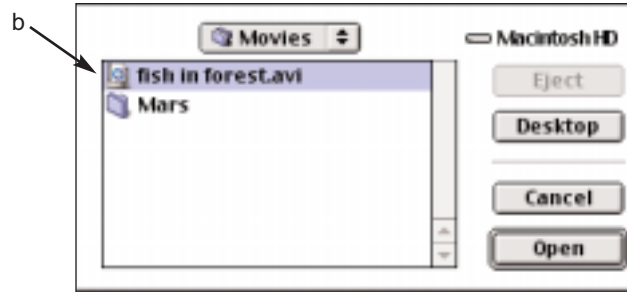 b
Movies
Macintosh HD
fish in forest.avi
Mars
Eject
Desktop
Cancel
Open